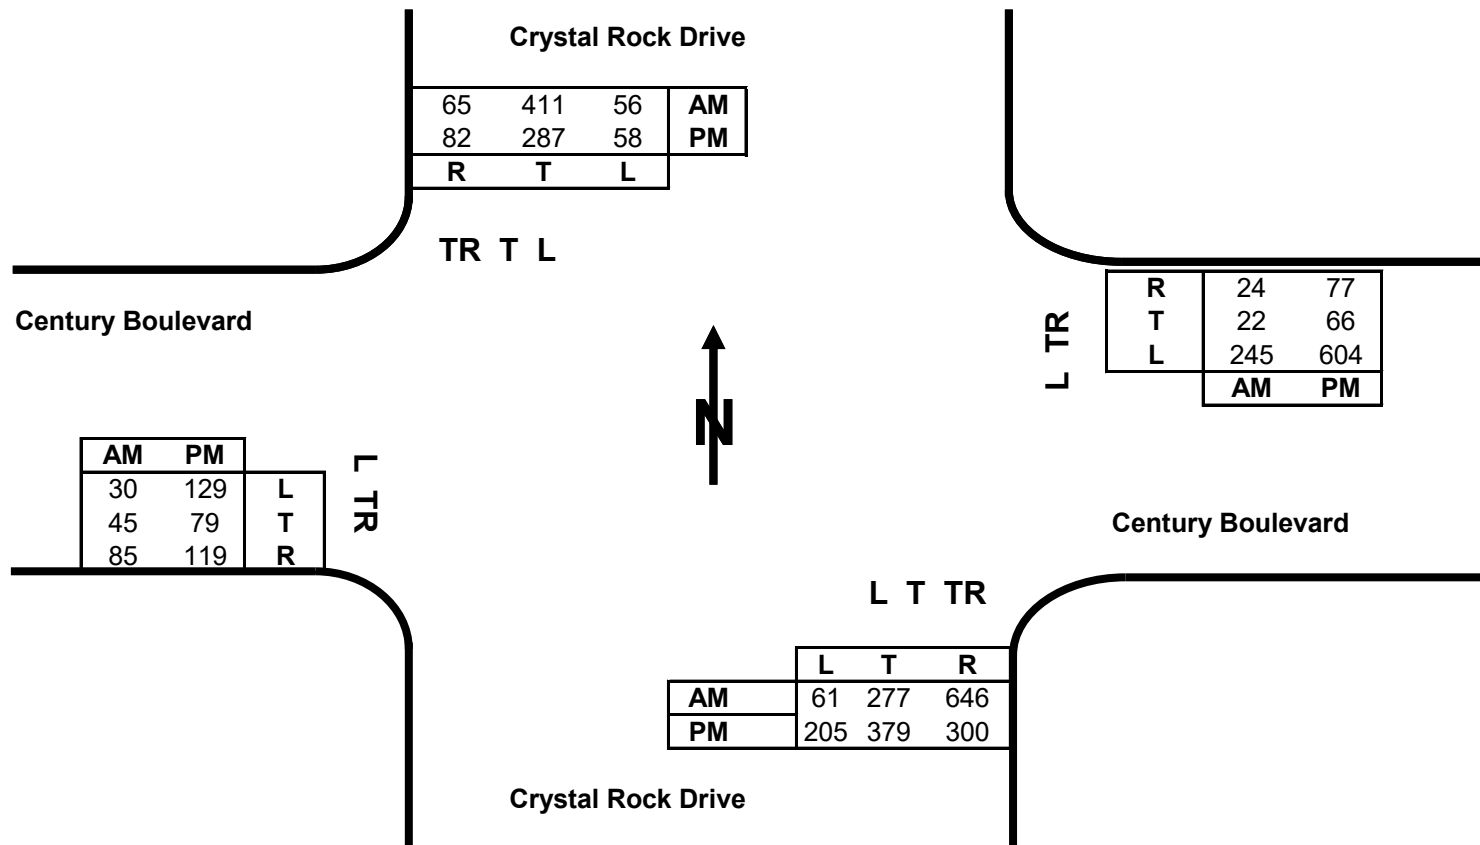 Crystal Rock Drive
65 411 56 AM
82 287 58 PM
R T L
TR T L
Century Boulevard
R 24 77
T 22 66
L 245 604
AM PM
L TR
N
AM PM
30 129 L
45 79 T
85 119 R
L TR
Century Boulevard
L T TR
L T R
AM 61 277 646
PM 205 379 300
Crystal Rock Drive